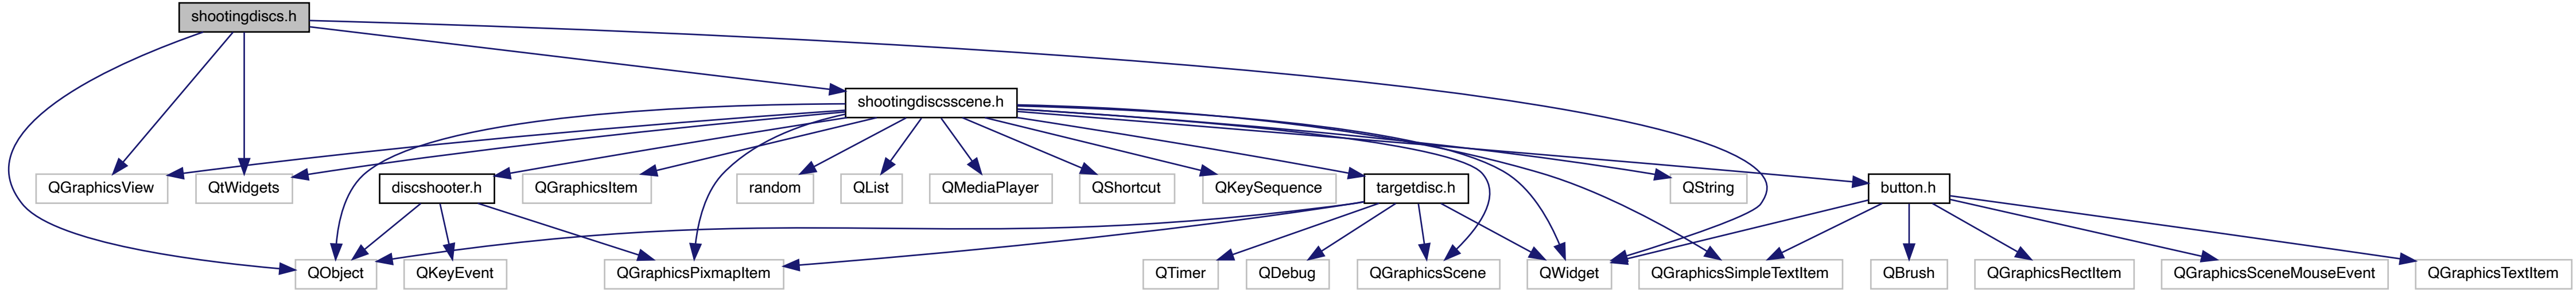 shootingdiscs.h
shootingdiscsscene.h
QGraphicsView
QtWidgets
discshooter.h
QGraphicsItem
random
QList
QMediaPlayer
QShortcut
QKeySequence
targetdisc.h
QString
button.h
QObject
QKeyEvent
QGraphicsPixmapItem
QTimer
QDebug
QGraphicsScene
QWidget
QGraphicsSimpleTextItem
QBrush
QGraphicsRectItem
QGraphicsSceneMouseEvent
QGraphicsTextItem